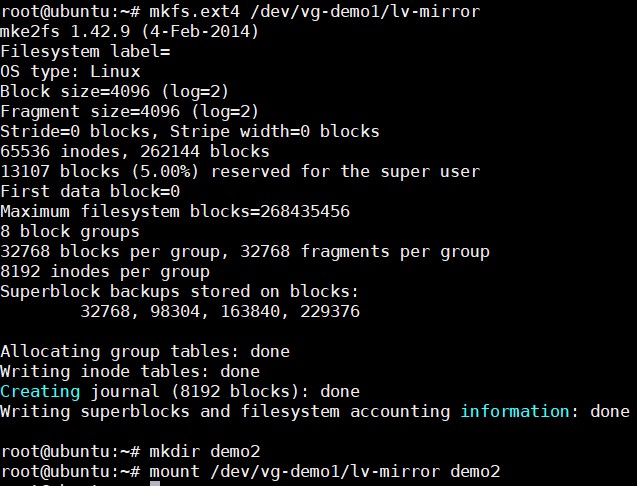 root@ubuntu:~# mkfs.ext4 /dev/vg-demo1/lv-mirror
mke2fs 1.42.9 (4-Feb-2014)
Filesystem label=
OS type: Linux
Block size=4096 (log=2)
Fragment size=4096 (log=2)
Stride=0 blocks, Stripe width=0 blocks
65536 inodes, 262144 blocks
13107 blocks (5.00%) reserved for the super user
First data block=0
Maximum filesystem blocks=268435456
8 block groups
32768 blocks per group, 32768 fragments per group
8192 inodes per group
Superblock backups stored on blocks:
        32768, 98304, 163840, 229376

Allocating group tables: done
Writing inode tables: done
Creating journal (8192 blocks): done
Writing superblocks and filesystem accounting information: done

root@ubuntu:~# mkdir demo2
root@ubuntu:~# mount /dev/vg-demo1/lv-mirror demo2